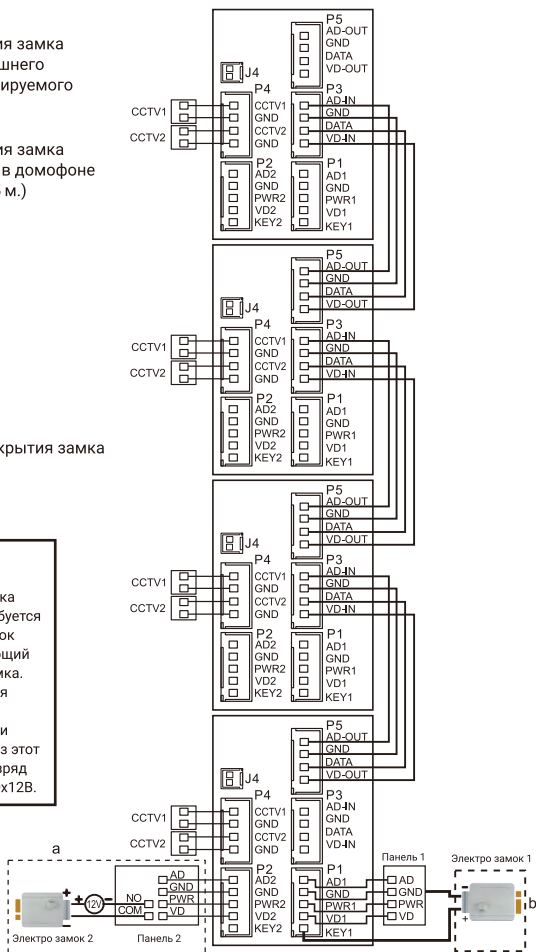 ия замка
шнего
ируемого
ия замка
в домофоне
5 м.)
крытия замка
ка
буется
ок
ющий
мка.
я
и
з этот
зряд
х12В.
P5
AD-OUT
GND
DATA
VD-OUT
J4
P4
CCTV1
GND
CCTV2
GND
P3
AD-IN
GND
DATA
VD-IN
CCTV1
CCTV2
P2
AD2
GND
PWR2
VD2
KEY2
P1
AD1
GND
PWR1
VD1
KEY1
P5
AD-OUT
GND
DATA
VD-OUT
J4
P4
CCTV1
GND
CCTV2
GND
P3
AD-IN
GND
DATA
VD-IN
CCTV1
CCTV2
P2
AD2
GND
PWR2
VD2
KEY2
P1
AD1
GND
PWR1
VD1
KEY1
P5
AD-OUT
GND
DATA
VD-OUT
J4
P4
CCTV1
GND
CCTV2
GND
P3
AD-IN
GND
DATA
VD-IN
CCTV1
CCTV2
P2
AD2
GND
PWR2
VD2
KEY2
P1
AD1
GND
PWR1
VD1
KEY1
P5
AD-OUT
GND
DATA
VD-OUT
J4
P4
CCTV1
GND
CCTV2
GND
P3
AD-IN
GND
DATA
VD-IN
CCTV1
CCTV2
P2
AD2
GND
PWR2
VD2
KEY2
P1
AD1
GND
PWR1
VD1
KEY1
a
+
-
+
12V
-
NO
COM
AD
GND
PWR
VD
Электро замок 2
Панель 2
Панель 1
AD
GND
PWR
VD
Электро замок 1
-
+
b